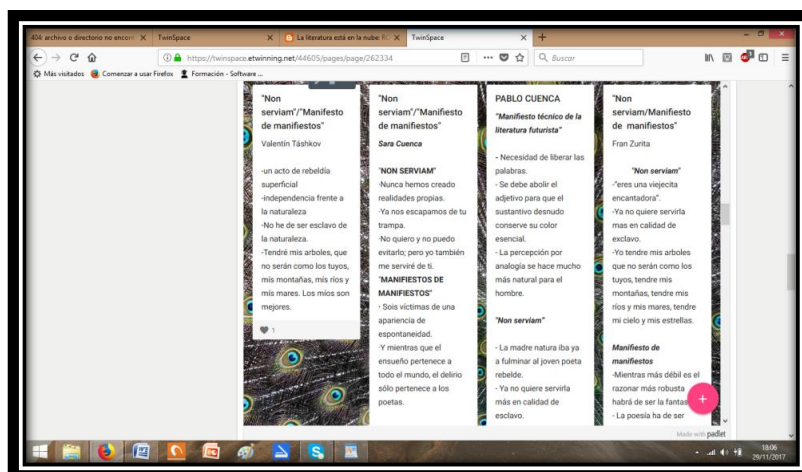 404: archivo o directorio no encont
TwinSpace
La literatura está en la nube: RO
TwinSpace
https://twinspace.etwinning.net/44605/pages/page/262334
Buscar
Más visitados
Comenzar a usar Firefox
Formación - Software ...
"Non
serviam"/"Manifesto
de manifiestos"
Valentín Táshkov
-un acto de rebeldía
superficial
-independencia frente a
la naturaleza
-No he de ser esclavo de
la naturaleza.
-Tendré mis arboles, que
no serán como los tuyos,
mis montañas, mis ríos y
mis mares. Los míos son
mejores.
1
"Non
serviam"/"Manifiesto
de manifiestos"
Sara Cuenca
"NON SERVIAM"
·Nunca hemos creado
realidades propias.
·Ya nos escapamos de tu
trampa.
·No quiero y no puedo
evitarlo; pero yo también
me serviré de ti.
"MANIFIESTOS DE
MANIFIESTOS"
· Sois víctimas de una
apariencia de
espontaneidad.
·Y mientras que el
ensueño pertenece a
todo el mundo, el delirio
sólo pertenece a los
poetas.
PABLO CUENCA
"Manifiesto técnico de la
literatura futurista"
- Necesidad de liberar las
palabras.
- Se debe abolir el
adjetivo para que el
sustantivo desnudo
conserve su color
esencial.
- La percepción por
analogía se hace mucho
más natural para el
hombre.
"Non serviam"
- La madre natura iba ya
a fulminar al joven poeta
rebelde.
- Ya no quiere servirla
más en calidad de
esclavo.
"Non
serviam/Manifiesto
de manifiestos"
Fran Zurita
"Non serviam"
-"eres una viejecita
encantadora".
-Ya no quiere servirla
mas en calidad de
exclavo.
-Yo tendre mis arboles
que no serán como los
tuyos, tendre mis
montañas, tendre mis
ríos y mis mares, tendre
mi cielo y mis estrellas.
Manifiesto de
manifiestos
-Mientras más débil es el
razonar más robusta
habrá de ser la fantas
- La poesía ha de ser
Made with padlet
18:06
29/11/2017